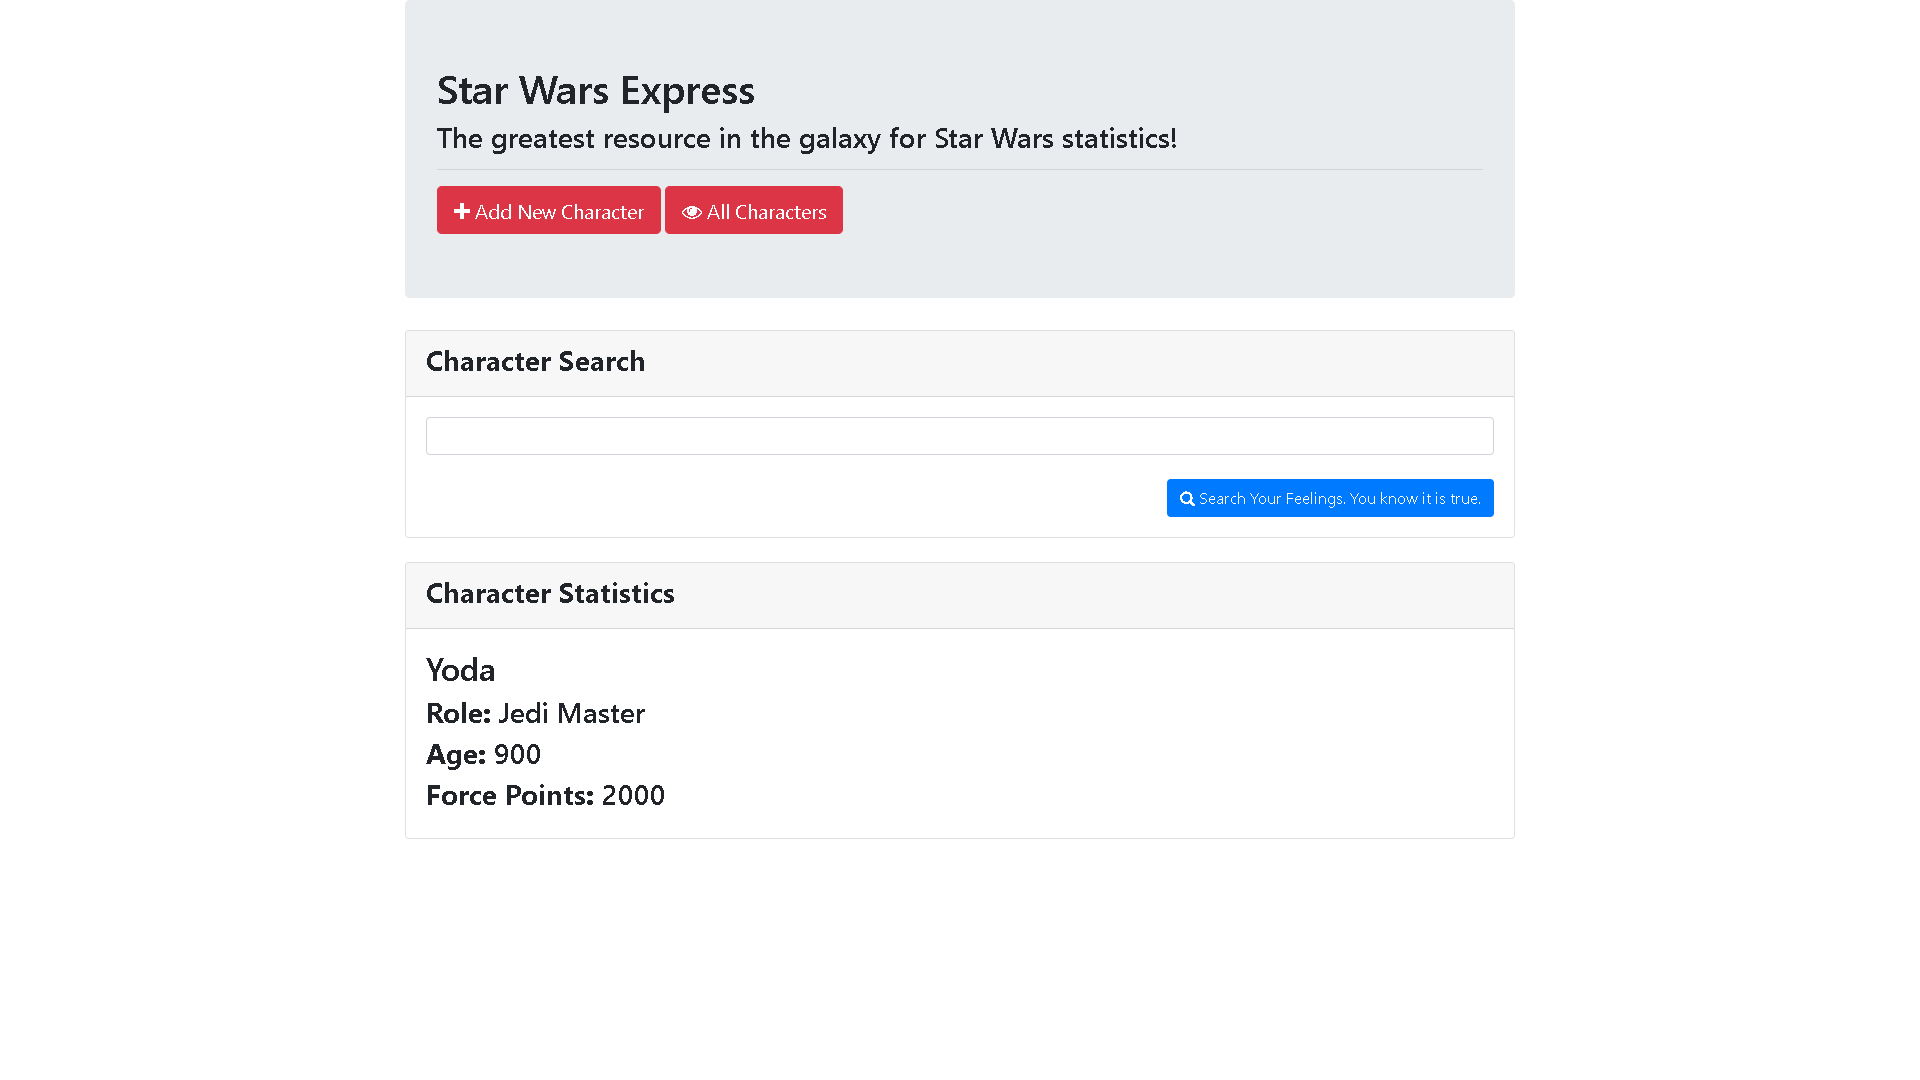 Star Wars Express
The greatest resource in the galaxy for Star Wars statistics!
Add New Character All Characters
Character Search
Search Your Feelings. You know it is true.
Character Statistics
Yoda
Role: Jedi Master
Age: 900
Force Points: 2000